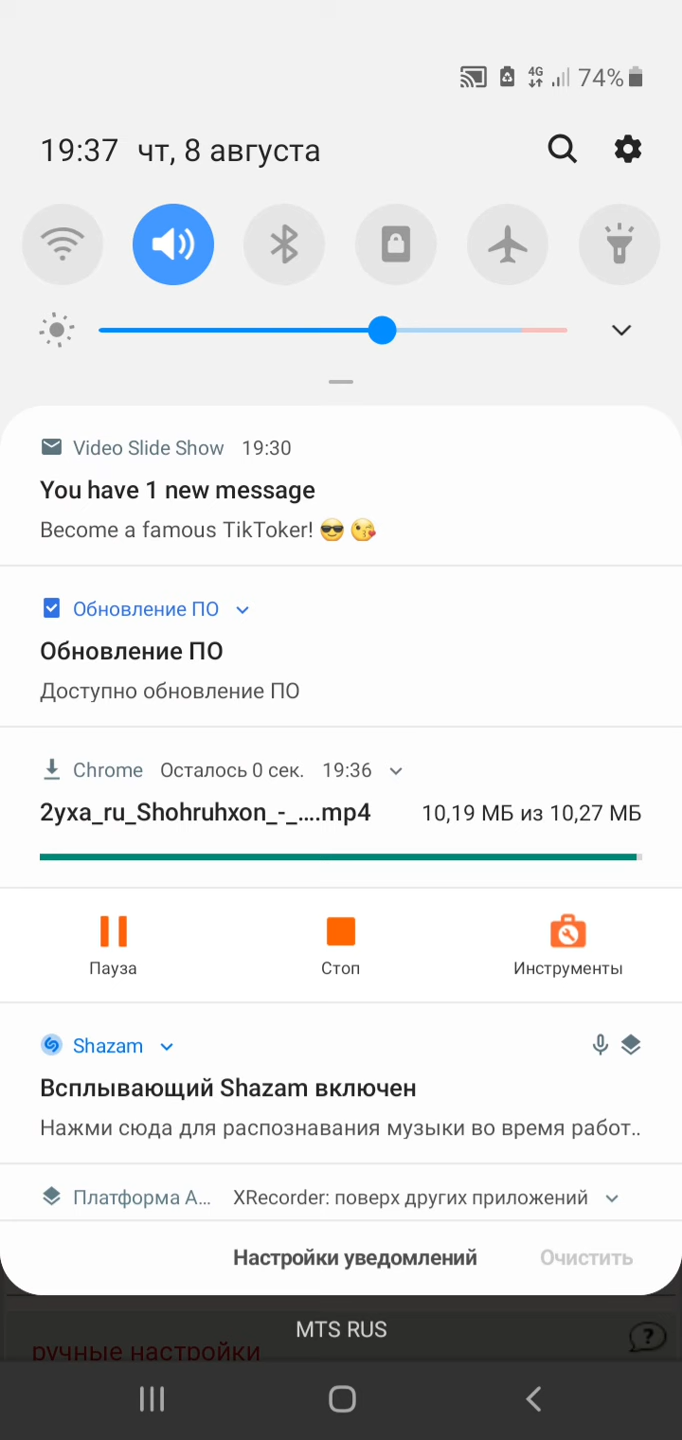 4G 74%
19:37 чт, 8 августа
Video Slide Show 19:30
You have 1 new message
Become a famous TikToker! 😎 😘
Обновление ПО
Обновление ПО
Доступно обновление ПО
Chrome Осталось 0 сек. 19:36
2yxa_ru_Shohruhxon_-_....mp4 10,19 МБ из 10,27 МБ
Пауза Стоп Инструменты
Shazam
Всплывающий Shazam включен
Нажми сюда для распознавания музыки во время работ..
Платформа A... XRecorder: поверх других приложений
Настройки уведомлений Очистить
MTS RUS
ручные настройки ?